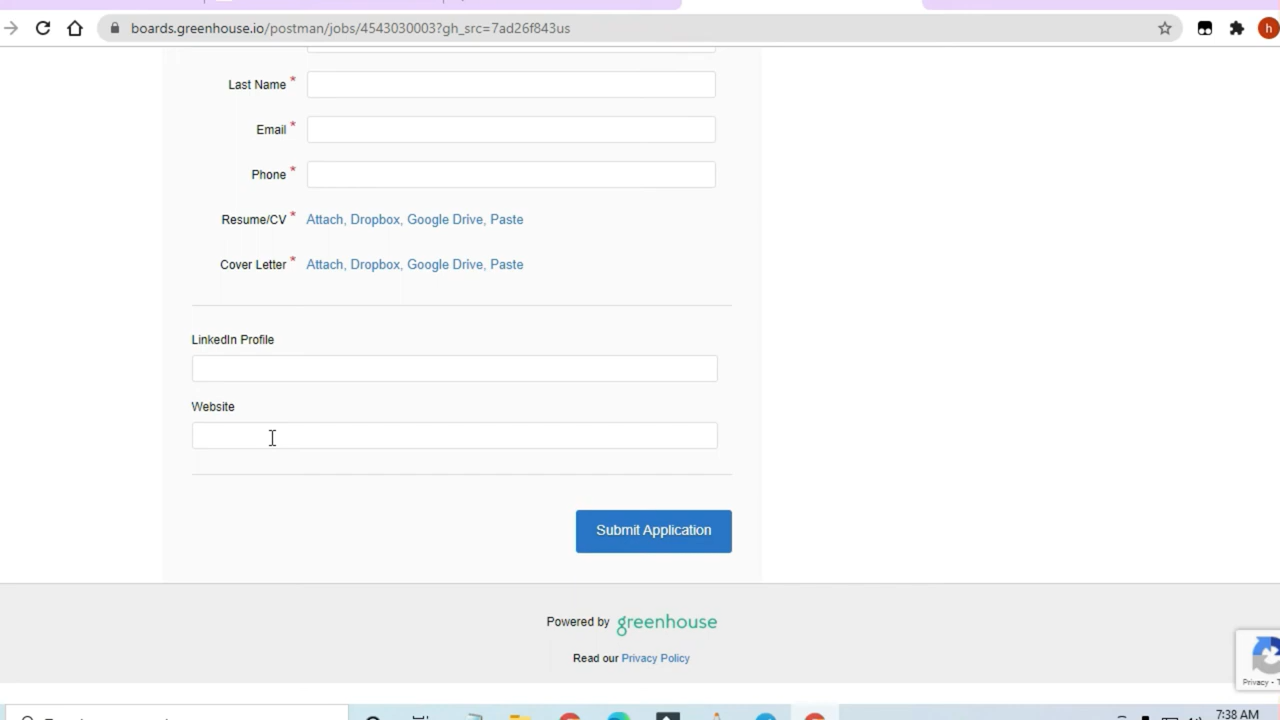 boards.greenhouse.io/postman/jobs/4543030003?gh_src=7ad26f843us
h
Last Name *
Email *
Phone *
Resume/CV * Attach, Dropbox, Google Drive, Paste
Cover Letter * Attach, Dropbox, Google Drive, Paste
LinkedIn Profile
Website
Submit Application
Powered by greenhouse
Read our Privacy Policy
Privacy -
7:38 AM